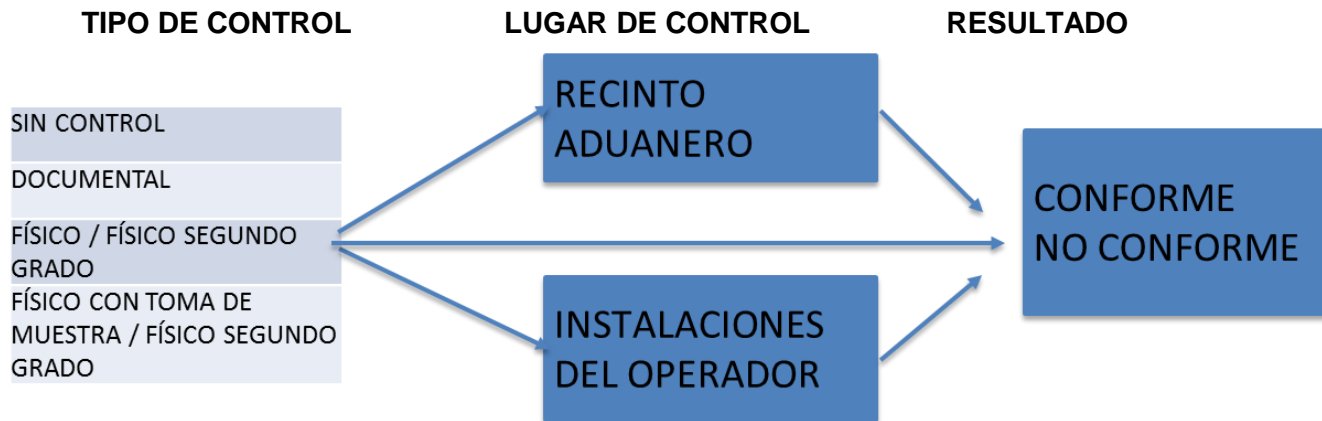 TIPO DE CONTROL LUGAR DE CONTROL RESULTADO
SIN CONTROL
DOCUMENTAL
FÍSICO / FÍSICO SEGUNDO
GRADO
FÍSICO CON TOMA DE
MUESTRA / FÍSICO SEGUNDO
GRADO
RECINTO
ADUANERO
INSTALACIONES
DEL OPERADOR
CONFORME
NO CONFORME